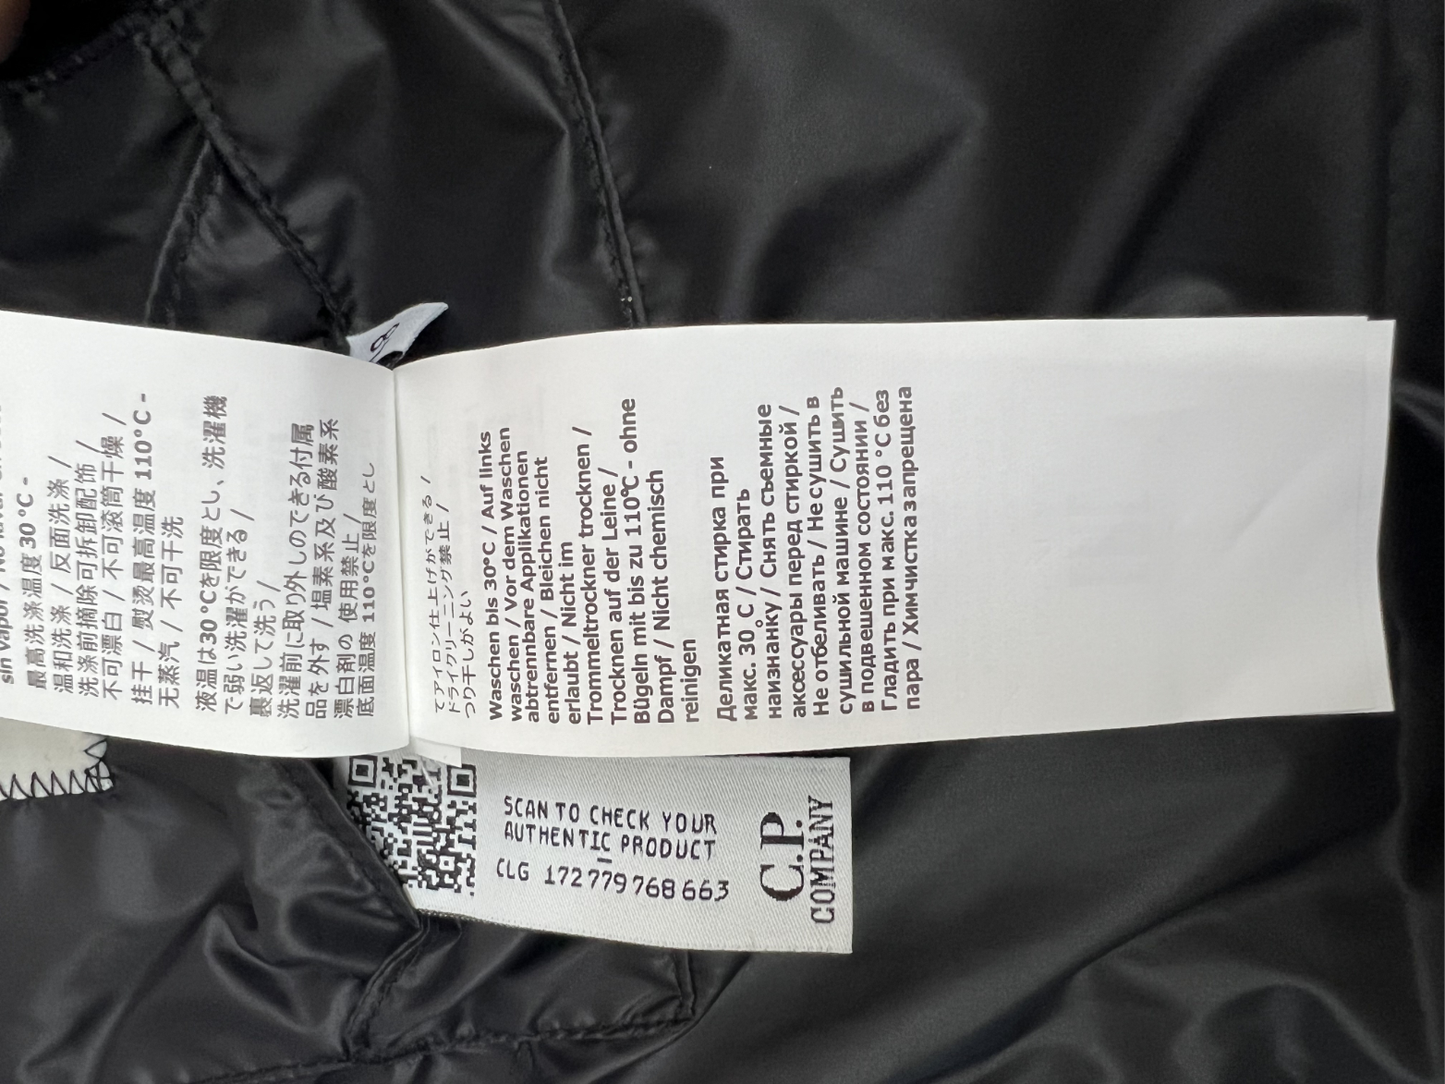 最高洗涤温度 30°C -
温和洗涤 / 反面洗涤 /
洗涤前摘除可拆卸配饰 /
不可漂白 / 不可滚筒干燥 /
挂干 / 熨烫最高温度 110°C -
无蒸汽 / 不可干洗
液温は30°Cを限度とし、洗濯機
で弱い洗濯ができる /
裏返して洗う /
洗濯前に取り外しのできる付属
品を外す / 塩素系及び酸素系
漂白剤の 使用禁止 /
底面温度 110°Cを限度とし
てアイロン仕上げができる /
ドライクリーニング禁止 /
つり干しがよい
Waschen bis 30°C / Auf links
waschen / Vor dem Waschen
abtrennbare Applikationen
entfernen / Bleichen nicht
erlaubt / Nicht im
Trommeltrockner trocknen /
Trocknen auf der Leine /
Bügeln mit bis zu 110°C - ohne
Dampf / Nicht chemisch
reinigen
Деликатная стирка при
макс. 30°C / Стирать
наизнанку / Снять съемные
аксессуары перед стиркой /
Не отбеливать / Не сушить в
сушильной машине / Сушить
в подвешенном состоянии /
Гладить при макс. 110 °C без
пара / Химчистка запрещена
SCAN TO CHECK YOUR
AUTHENTIC PRODUCT
CLG 172779768663
C.P.
COMPANY